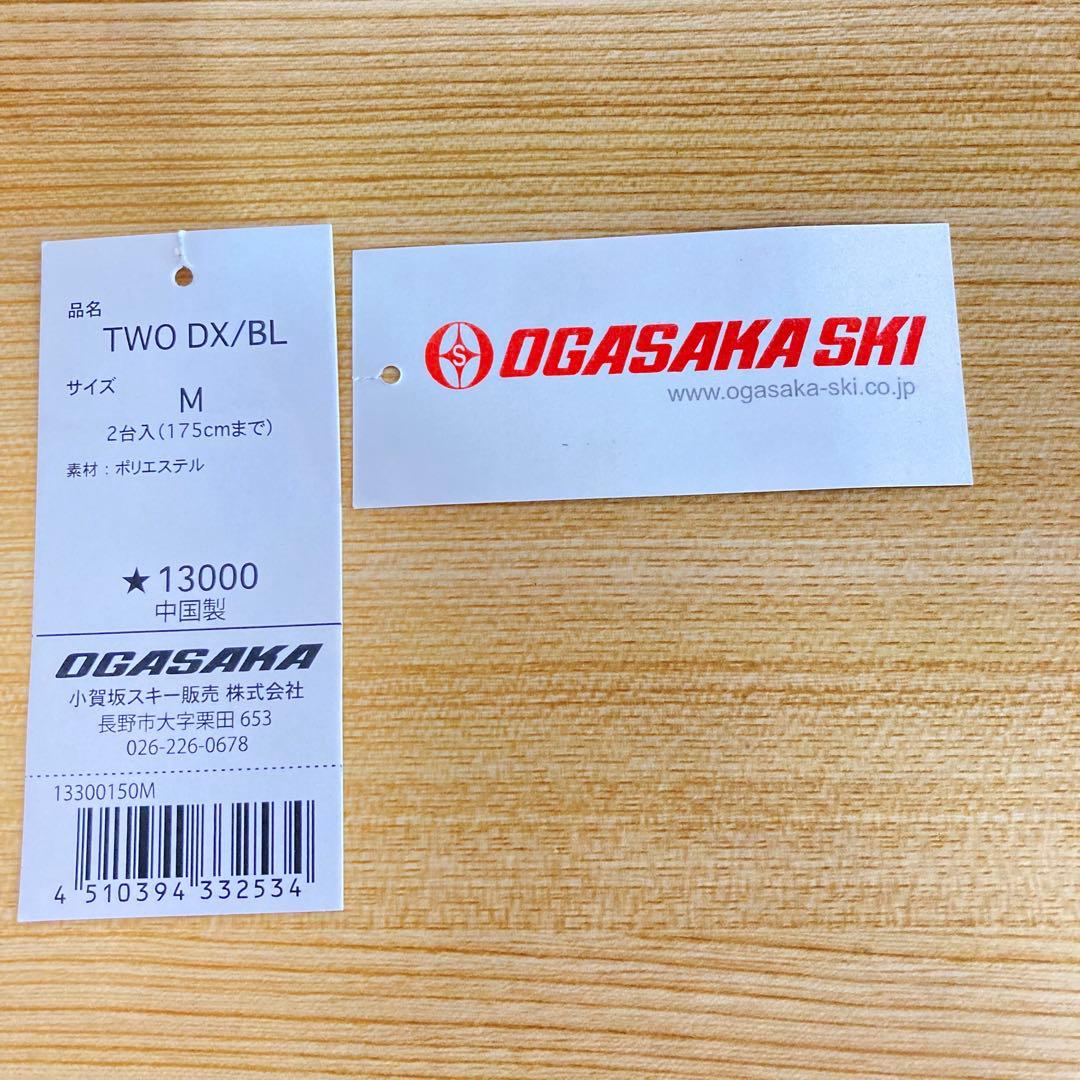 品名
TWO DX/BL
サイズ
M
2台入(175cmまで)
素材：ポリエステル
★13000
中国製
OGASAKA
小賀坂スキー販売 株式会社
長野市大字栗田 653
026-226-0678
13300150M
4 510394 332534
S OGASAKA SKI
www.ogasaka-ski.co.jp